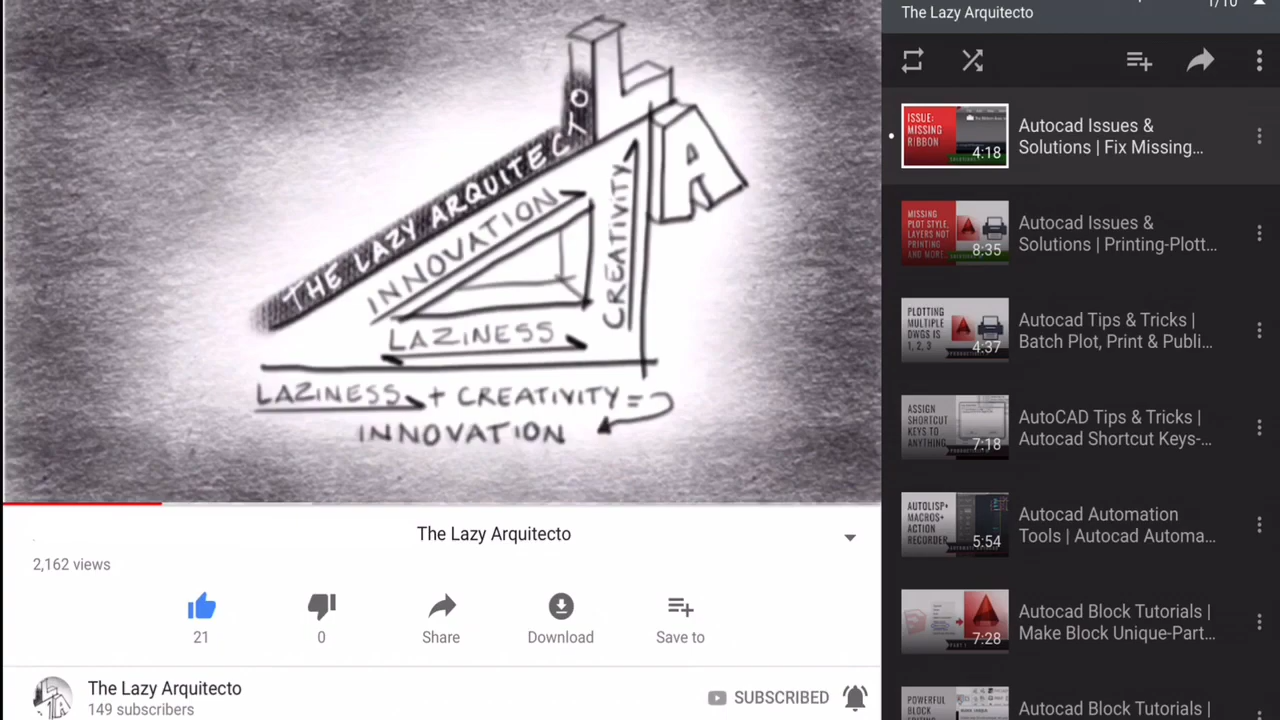 THE LAZY ARQUITECTO
INNOVATION
CREATIVITY
LAZINESS
LAZINESS + CREATIVITY =
INNOVATION
L
A
The Lazy Arquitecto
2,162 views
21
0
Share
Download
Save to
The Lazy Arquitecto
149 subscribers
SUBSCRIBED
1/10
The Lazy Arquitecto
ISSUE:
MISSING
RIBBON
4:18
Autocad Issues &
Solutions | Fix Missing...
MISSING
PLOT STYLE,
LAYERS NOT
PRINTING
AND MORE...
8:35
Autocad Issues &
Solutions | Printing-Plott...
PLOTTING
MULTIPLE
DWGS IS
1, 2, 3
4:37
Autocad Tips & Tricks |
Batch Plot, Print & Publi...
ASSIGN
SHORTCUT
KEYS TO
ANYTHING
7:18
AutoCAD Tips & Tricks |
Autocad Shortcut Keys-...
AUTOLISP+
MACROS+
ACTION
RECORDER
5:54
Autocad Automation
Tools | Autocad Automa...
7:28
Autocad Block Tutorials |
Make Block Unique-Part...
POWERFUL
BLOCK
Autocad Block Tutorials |